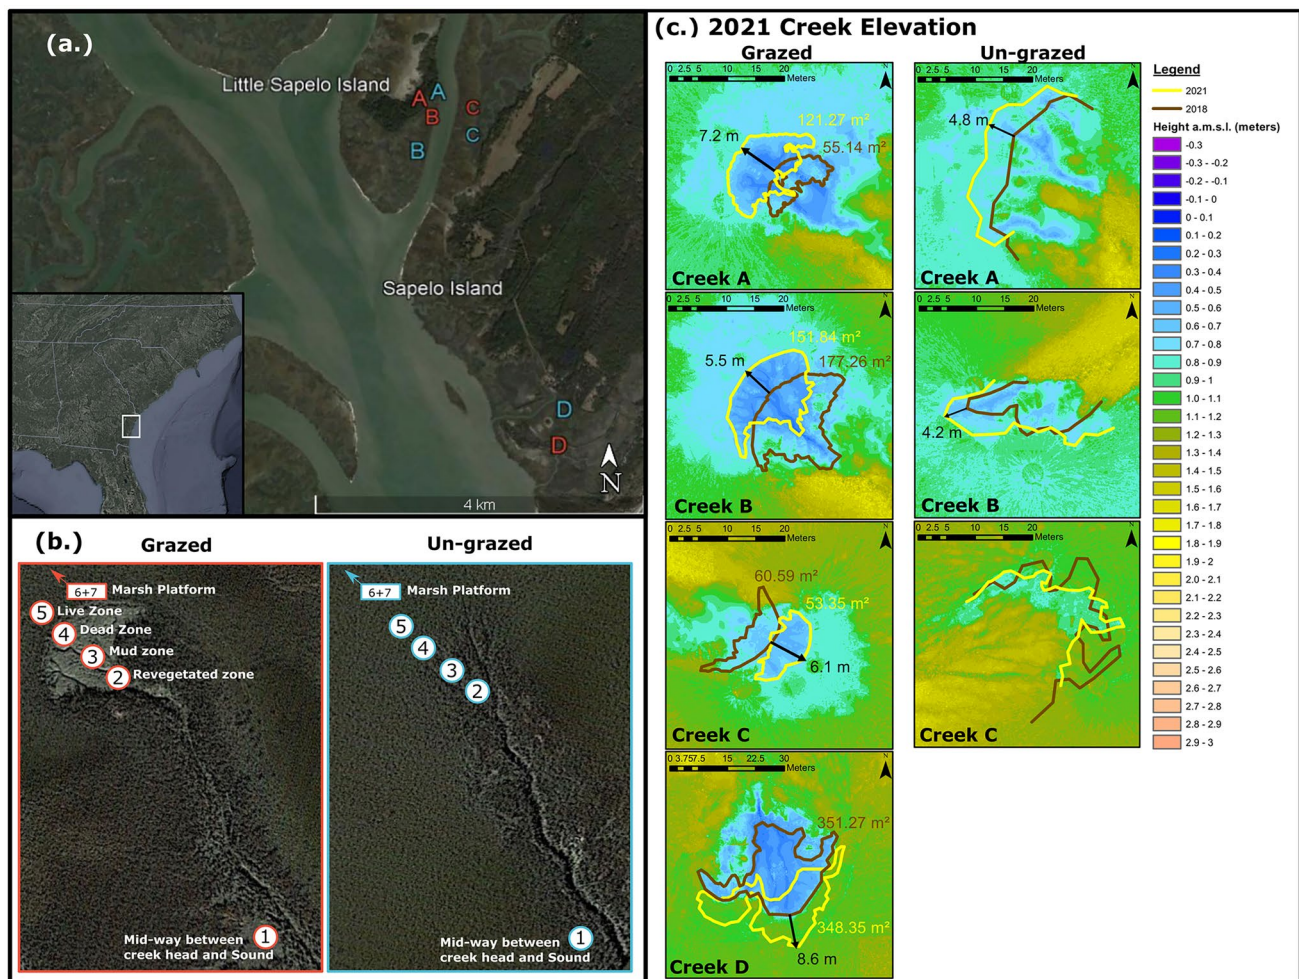 (a.)
Little Sapelo Island
A
A
B
C
C
B
Sapelo Island
D
D
N
4 km
(b.)
Grazed
Un-grazed
6+7 Marsh Platform
5 Live Zone
4 Dead Zone
3 Mud zone
2 Revegetated zone
Mid-way between 1
creek head and Sound
6+7 Marsh Platform
5
4
3
2
Mid-way between 1
creek head and Sound
(c.) 2021 Creek Elevation
Grazed
Un-grazed
0 2.5 5 10 15 20
Meters
N
121.27 m²
7.2 m
55.14 m²
Creek A
0 2.5 5 10 15 20
Meters
N
4.8 m
Creek A
0 2.5 5 10 15 20
Meters
N
151.84 m²
5.5 m
177.26 m²
Creek B
0 2.5 5 10 15 20
Meters
N
4.2 m
Creek B
0 2.5 5 10 15 20
Meters
N
60.59 m²
53.35 m²
6.1 m
Creek C
0 2.5 5 10 15 20
Meters
N
Creek C
0 3.75 7.5 15 22.5 30
Meters
N
351.27 m²
348.35 m²
8.6 m
Creek D
Legend
2021
2018
Height a.m.s.l. (meters)
-0.3
-0.3 - -0.2
-0.2 - -0.1
-0.1 - 0
0 - 0.1
0.1 - 0.2
0.2 - 0.3
0.3 - 0.4
0.4 - 0.5
0.5 - 0.6
0.6 - 0.7
0.7 - 0.8
0.8 - 0.9
0.9 - 1
1.0 - 1.1
1.1 - 1.2
1.2 - 1.3
1.3 - 1.4
1.4 - 1.5
1.5 - 1.6
1.6 - 1.7
1.7 - 1.8
1.8 - 1.9
1.9 - 2
2.0 - 2.1
2.1 - 2.2
2.2 - 2.3
2.3 - 2.4
2.4 - 2.5
2.5 - 2.6
2.6 - 2.7
2.7 - 2.8
2.8 - 2.9
2.9 - 3